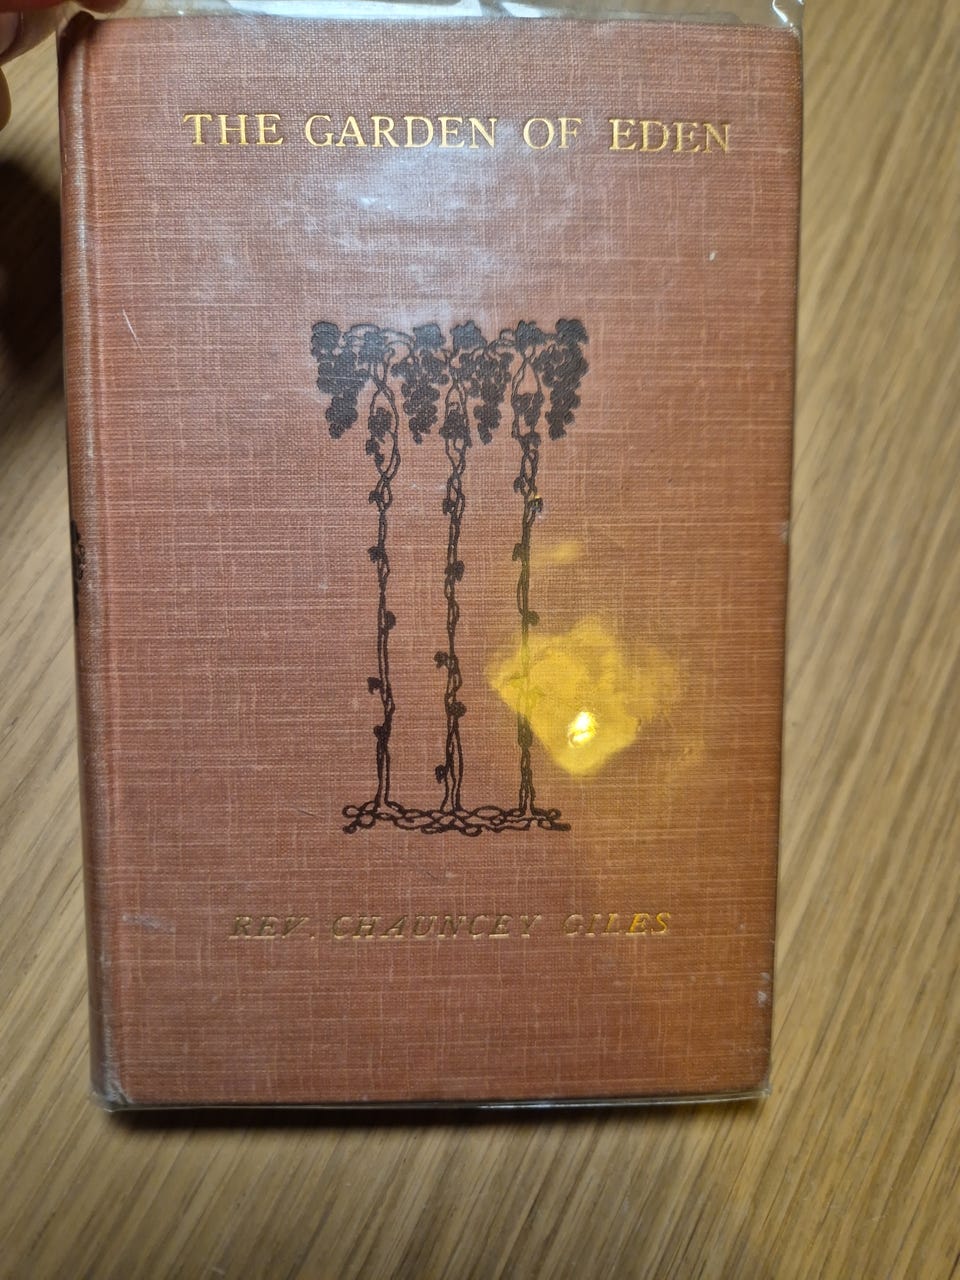 THE GARDEN OF EDEN
REV. CHAUNCEY GILES